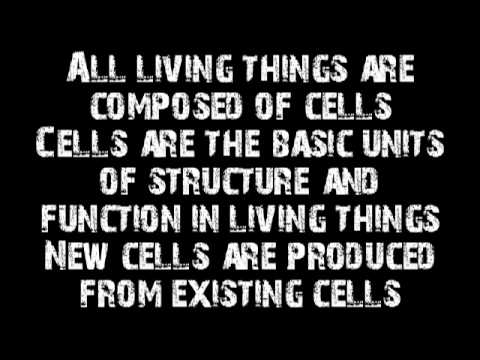 All living things are
composed of cells
Cells are the basic units
of structure and
function in living things
New cells are produced
from existing cells